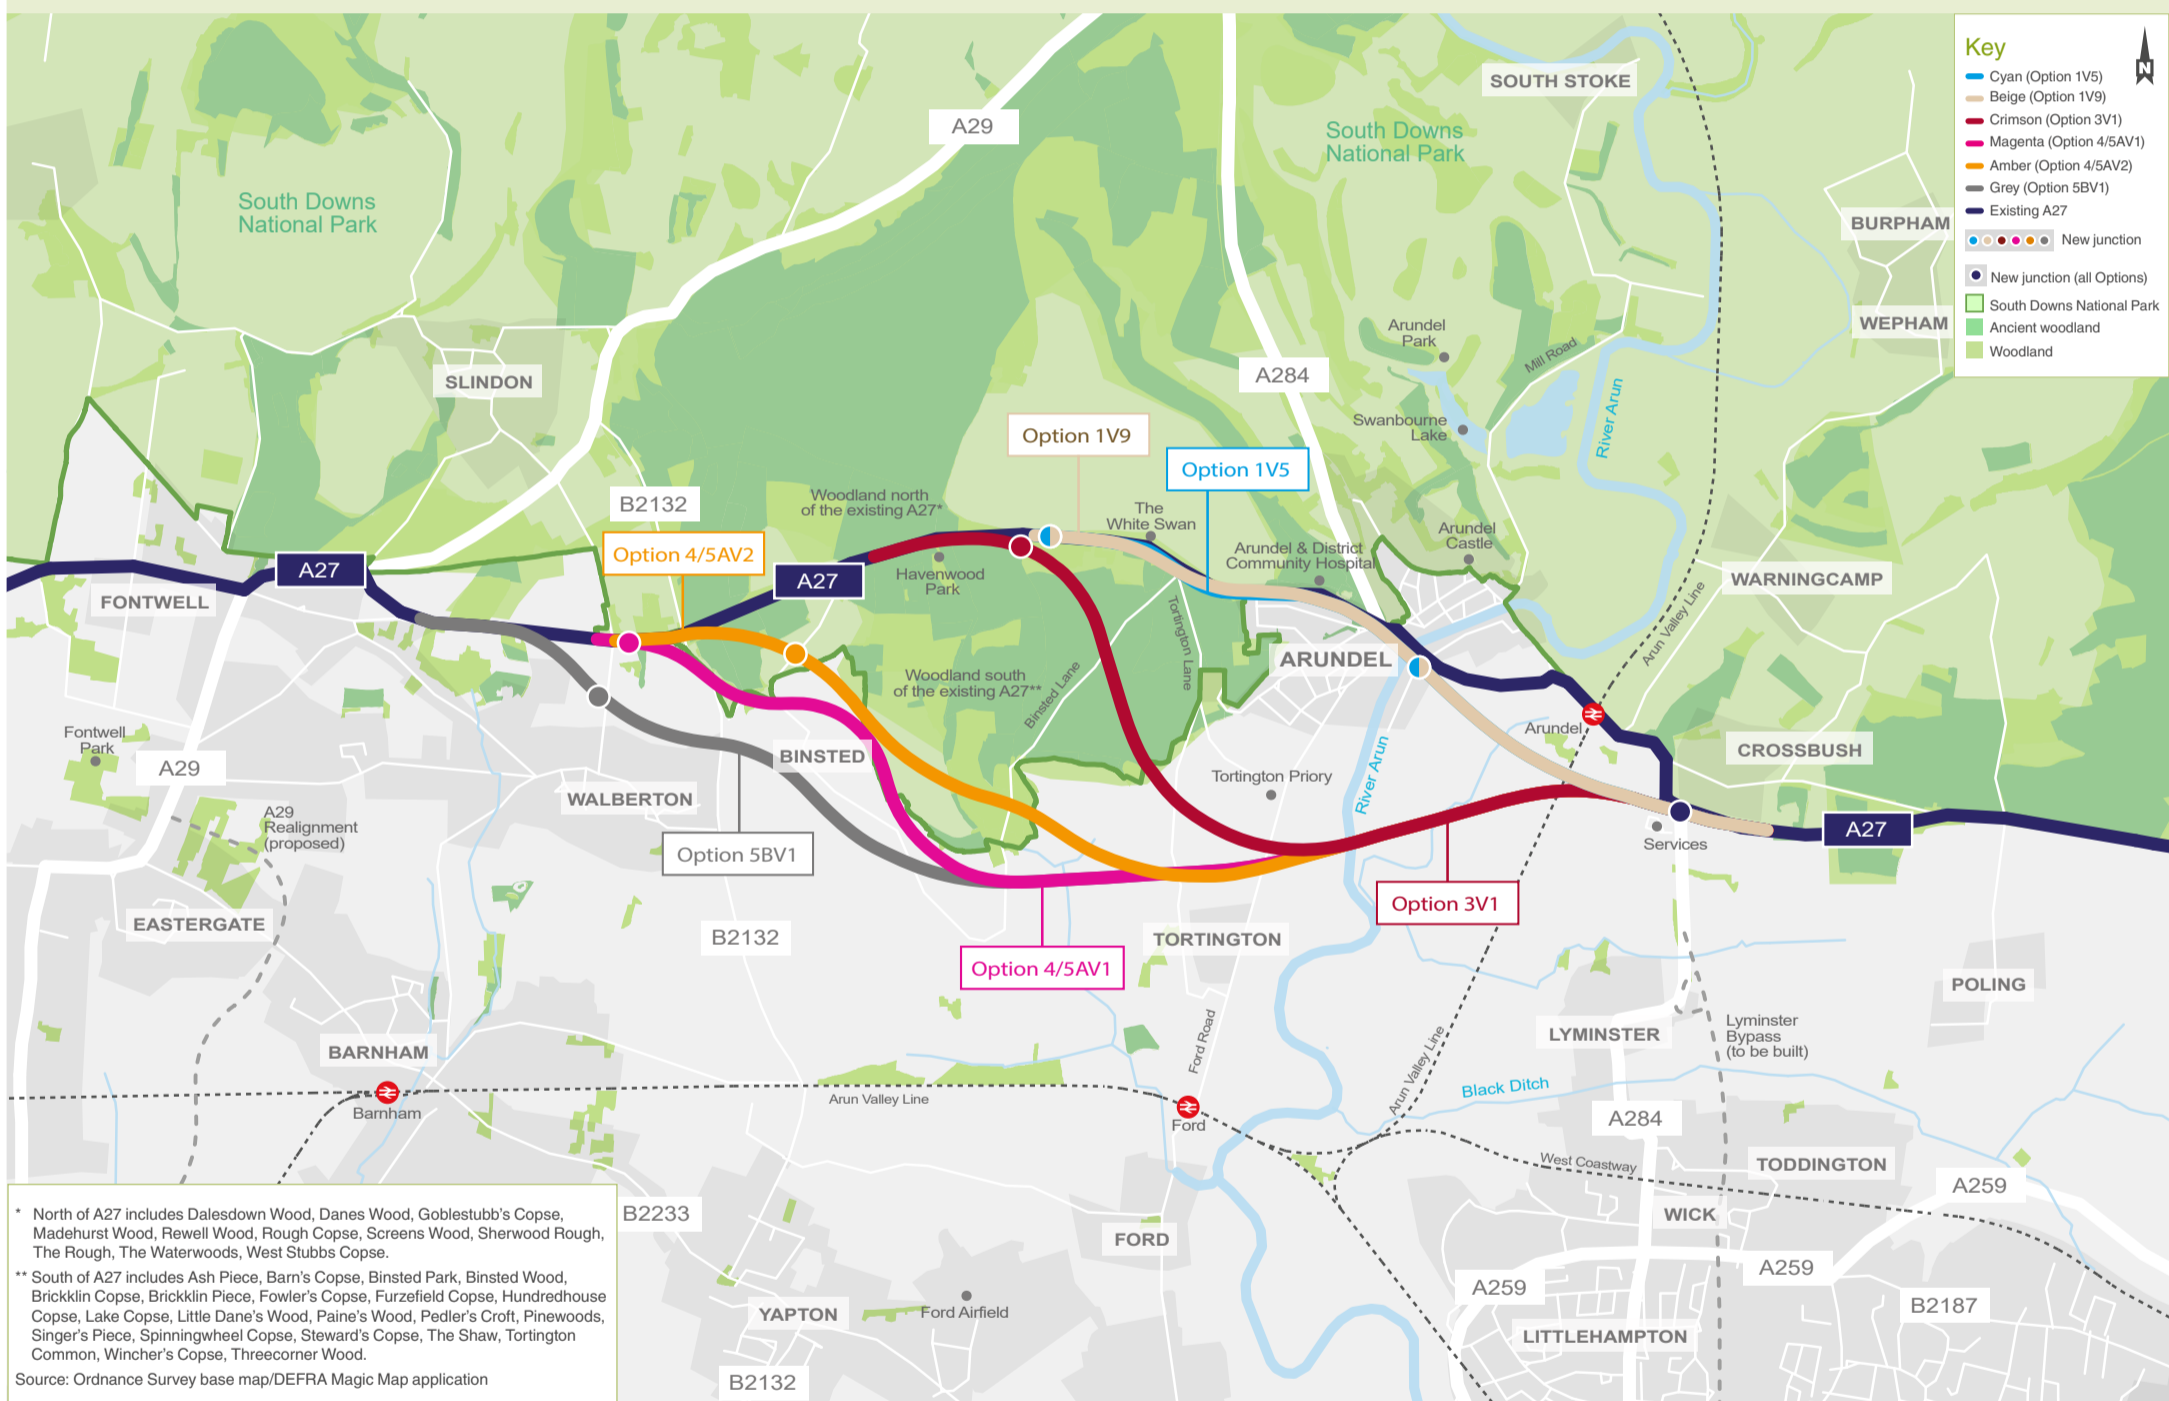 SOUTH STOKE
A29
South Downs
National Park
South Downs
National Park
BURPHAM
WEPHAM
SLINDON
Arundel
Park
Mill Road
A284
River Arun
Swanbourne
Lake
Option 1V9
Option 1V5
B2132
Woodland north
of the existing A27*
The
White Swan
Arundel
Castle
Option 4/5AV2
Arundel & District
Community Hospital
A27
A27
Havenwood
Park
WARNINGCAMP
FONTWELL
Tortington Lane
Arun Valley Line
ARUNDEL
Woodland south
of the existing A27**
Binsted Lane
Arundel
Fontwell
Park
A29
BINSTED
CROSSBUSH
Tortington Priory
River Arun
WALBERTON
A29
Realignment
(proposed)
A27
Services
Option 5BV1
Option 3V1
EASTERGATE
B2132
TORTINGTON
Option 4/5AV1
POLING
LYMINSTER
Lyminster
Bypass
(to be built)
Ford Road
BARNHAM
Barnham
Arun Valley Line
Arun Valley Line
Black Ditch
Ford
A284
West Coastway
TODDINGTON
A259
B2233
WICK
FORD
A259
A259
YAPTON
Ford Airfield
B2187
LITTLEHAMPTON
B2132
Key
N
Cyan (Option 1V5)
Beige (Option 1V9)
Crimson (Option 3V1)
Magenta (Option 4/5AV1)
Amber (Option 4/5AV2)
Grey (Option 5BV1)
Existing A27
New junction
New junction (all Options)
South Downs National Park
Ancient woodland
Woodland
* North of A27 includes Dalesdown Wood, Danes Wood, Goblestubb's Copse,
Madehurst Wood, Rewell Wood, Rough Copse, Screens Wood, Sherwood Rough,
The Rough, The Waterwoods, West Stubbs Copse.
** South of A27 includes Ash Piece, Barn's Copse, Binsted Park, Binsted Wood,
Brickklin Copse, Brickklin Piece, Fowler's Copse, Furzefield Copse, Hundredhouse
Copse, Lake Copse, Little Dane's Wood, Paine's Wood, Pedler's Croft, Pinewoods,
Singer's Piece, Spinningwheel Copse, Steward's Copse, The Shaw, Tortington
Common, Wincher's Copse, Threecorner Wood.
Source: Ordnance Survey base map/DEFRA Magic Map application